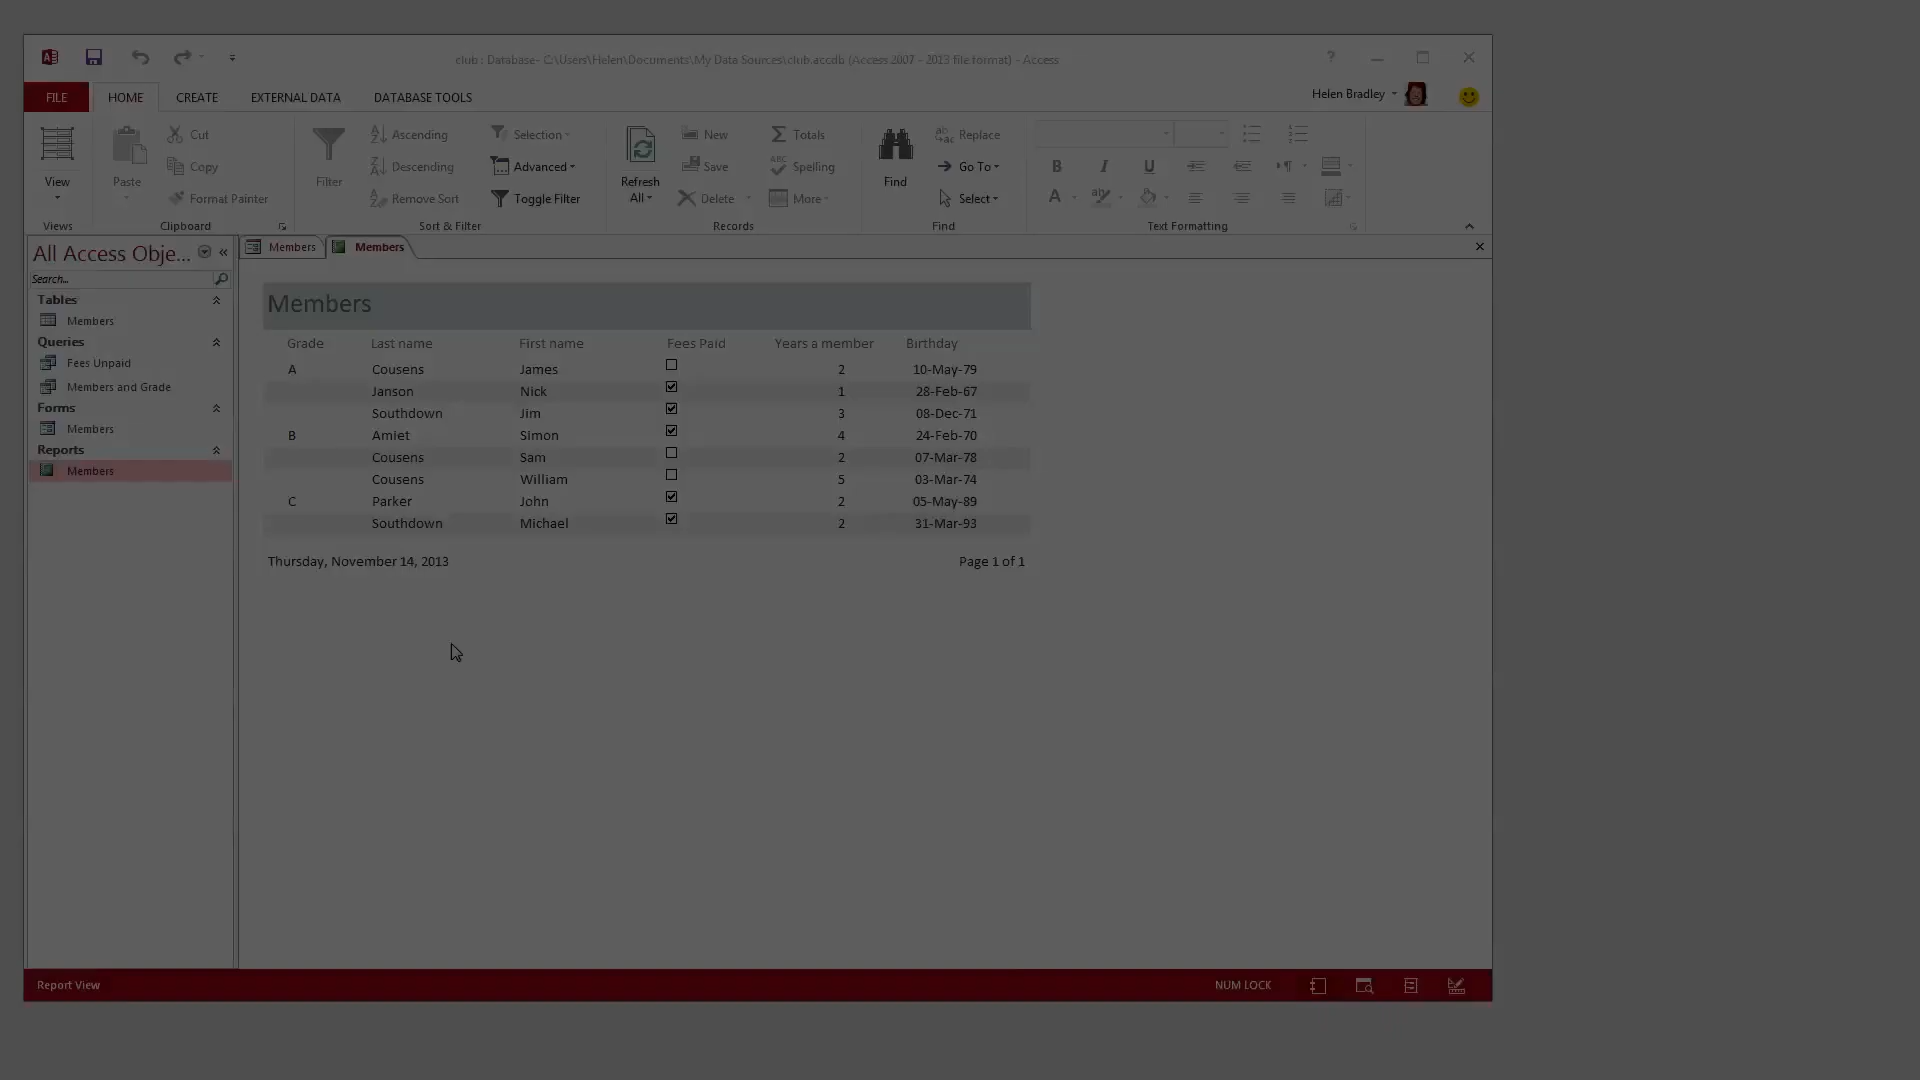 club : Database- C:\Users\Helen\Documents\My Data Sources\club.accdb (Access 2007 - 2013 file format) - Access
?
FILE HOME CREATE EXTERNAL DATA DATABASE TOOLS
Helen Bradley
View
Views
Paste
Cut
Copy
Format Painter
Clipboard
Filter
Ascending
Descending
Remove Sort
Selection
Advanced
Toggle Filter
Sort & Filter
Refresh
All
New
Save
Delete
Totals
Spelling
More
Records
Find
Replace
Go To
Select
Find
B I U
A
Text Formatting
All Access Obje...
Search...
Tables
Members
Queries
Fees Unpaid
Members and Grade
Forms
Members
Reports
Members
Members Members
Members
Grade Last name First name Fees Paid Years a member Birthday
A Cousens James 2 10-May-79
Janson Nick 1 28-Feb-67
Southdown Jim 3 08-Dec-71
B Amiet Simon 4 24-Feb-70
Cousens Sam 2 07-Mar-78
Cousens William 5 03-Mar-74
C Parker John 2 05-May-89
Southdown Michael 2 31-Mar-93
Thursday, November 14, 2013 Page 1 of 1
Report View NUM LOCK